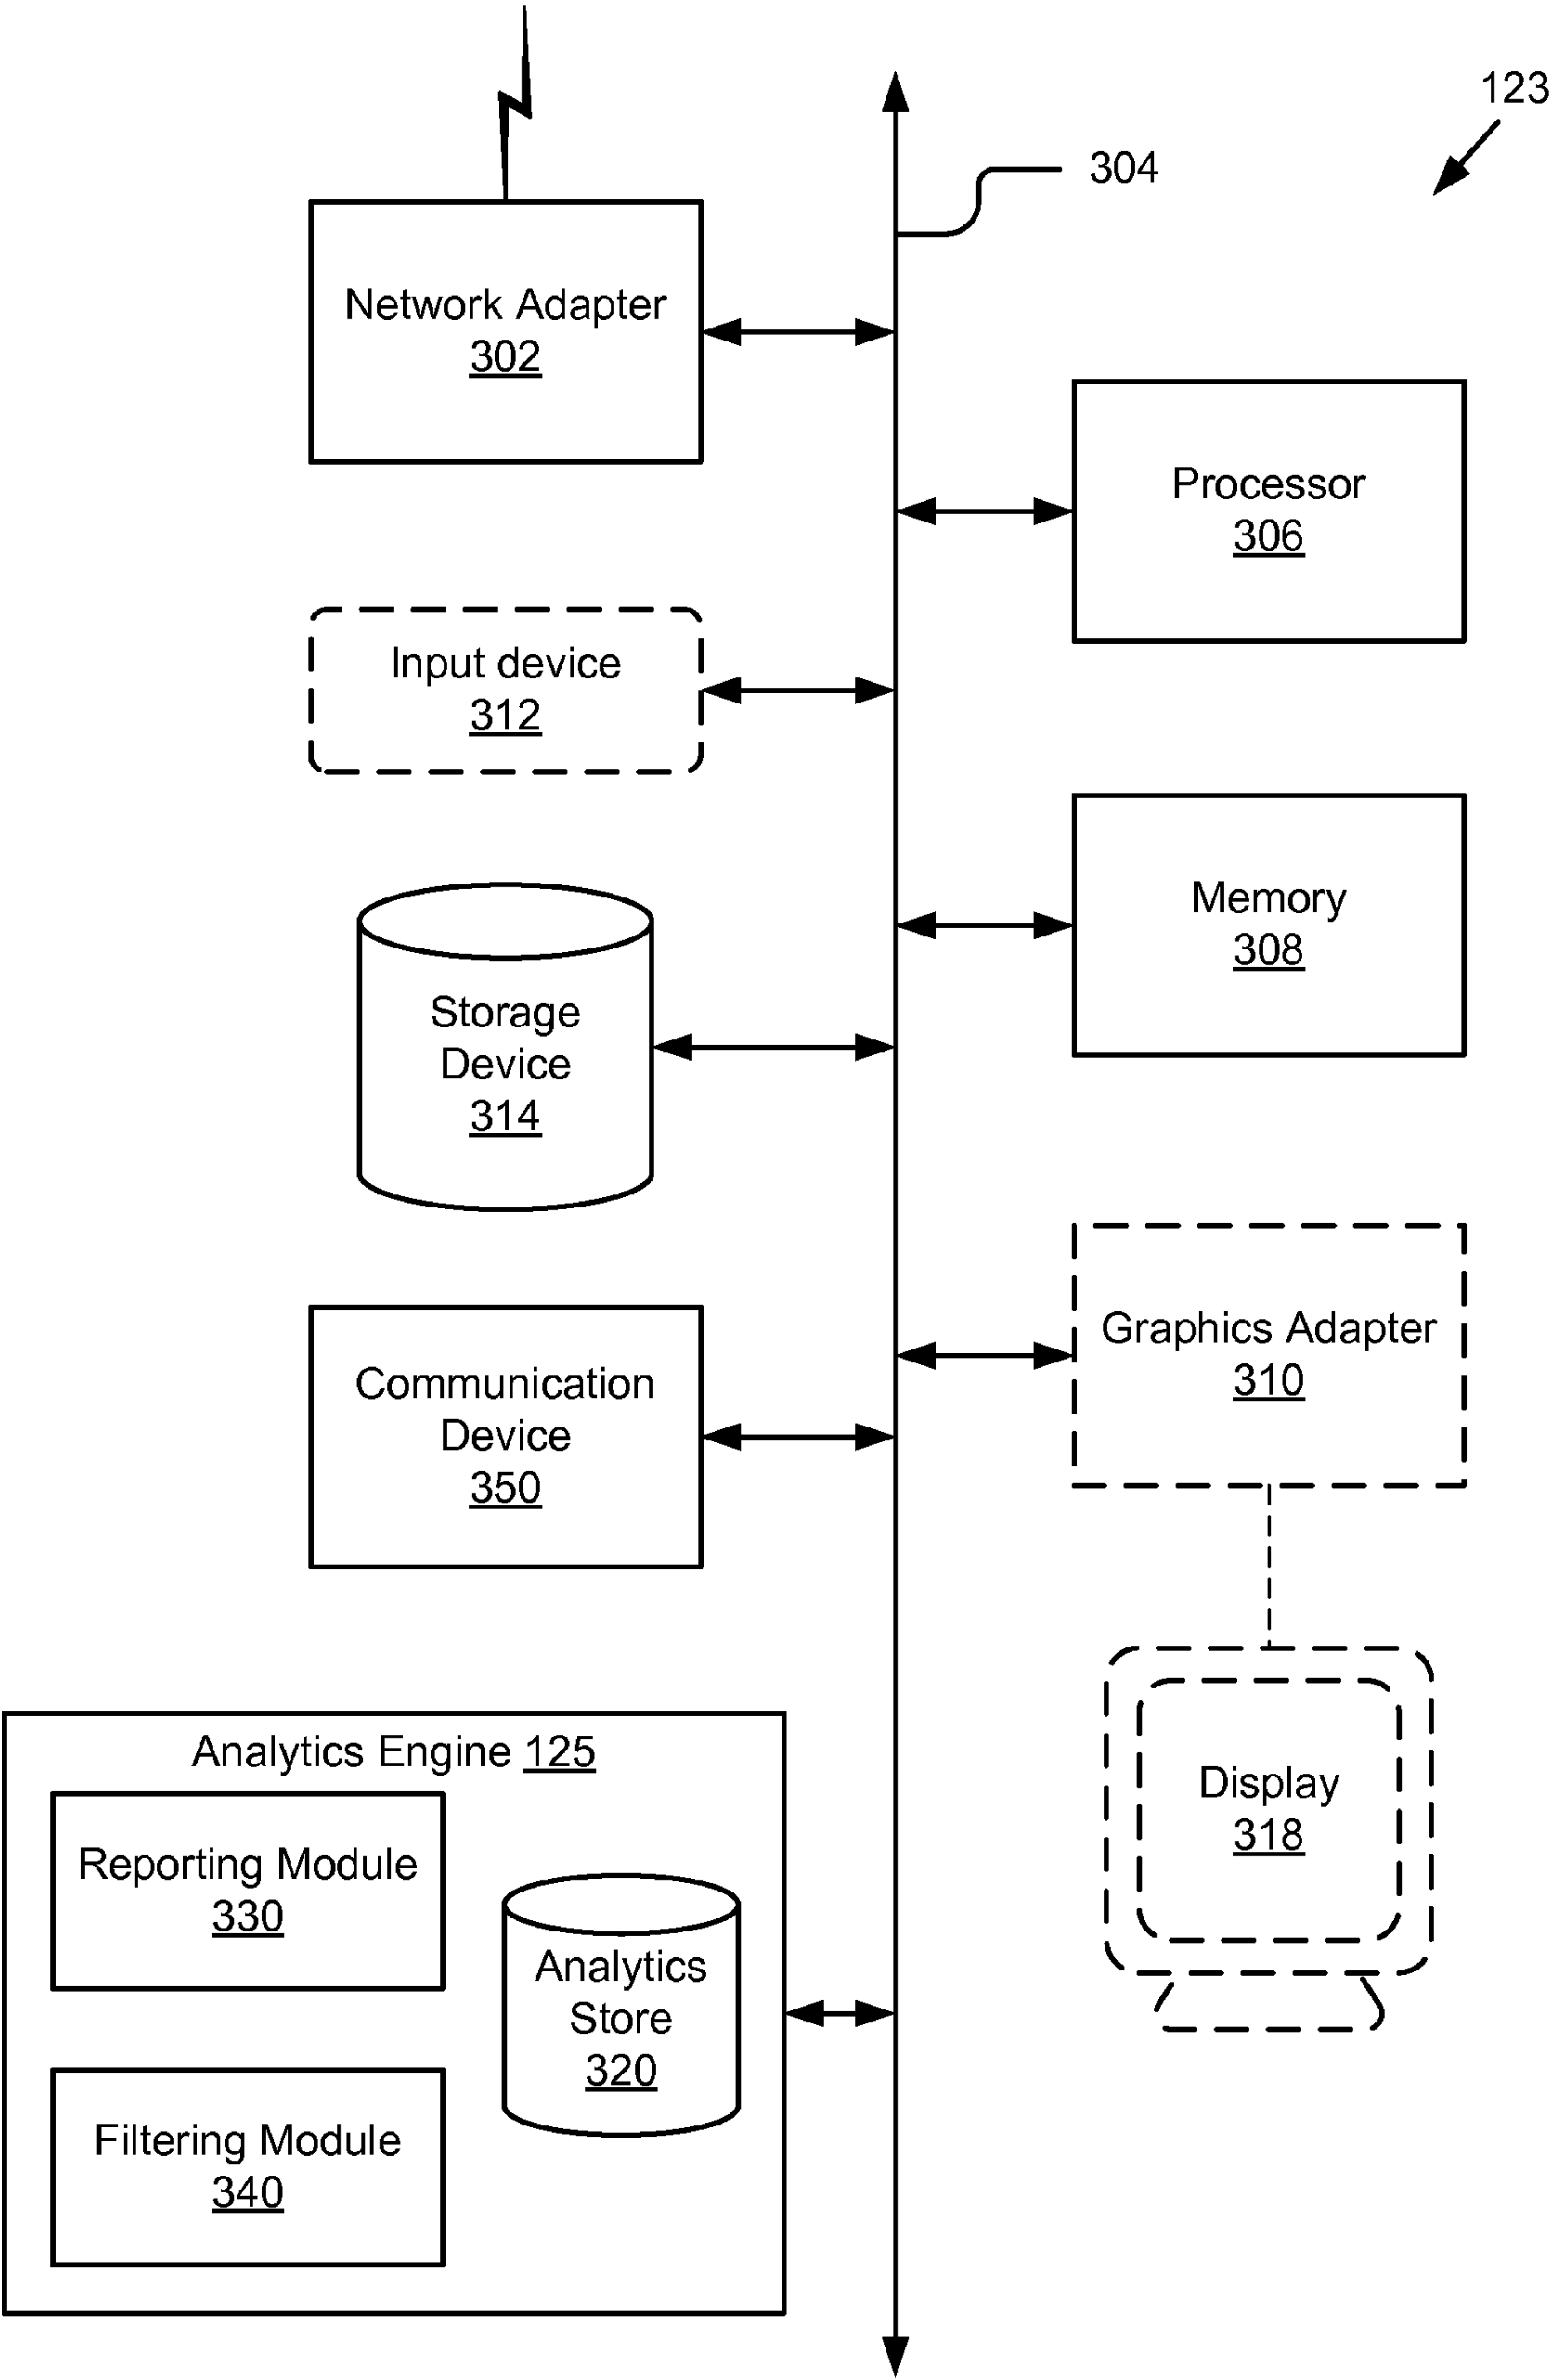 123
304
Network Adapter
302
Processor
306
Input device
312
Memory
308
Storage
Device
314
Graphics Adapter
310
Communication
Device
350
Analytics Engine 125
Reporting Module
330
Display
318
Analytics
Store
320
Filtering Module
340